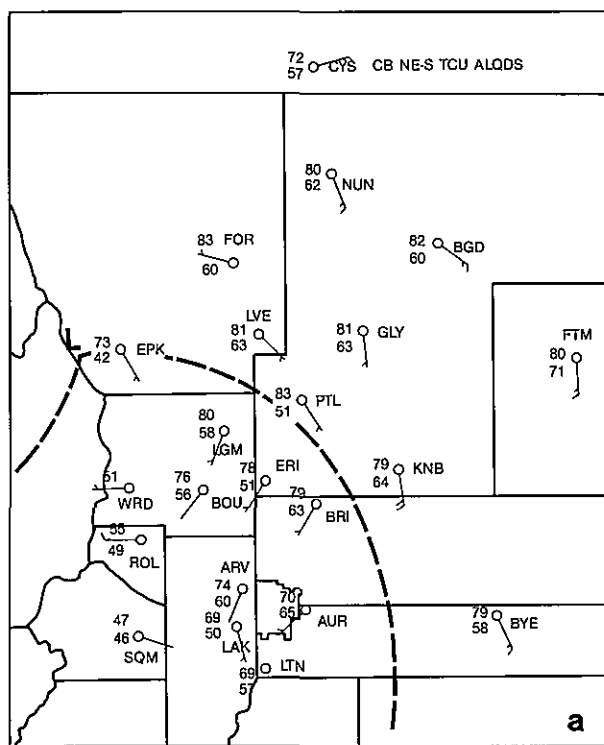 72
57 CYS CB NE-S TCU ALQDS
80
62 NUN
83 FOR
60
82 BGD
60
LVE
81
63
81 GLY
63
FTM
80
71
L
73 EPK
42
83 PTL
51
80
58
LGM
78 ERI
51
79 KNB
64
51
WRD
76
56 BOU
79
63 BRI
55
49
ROL
ARV
74
60
70
65 AUR
69
50
LAK
47
46
SQM
79
58 BYE
69 LTN
57
a